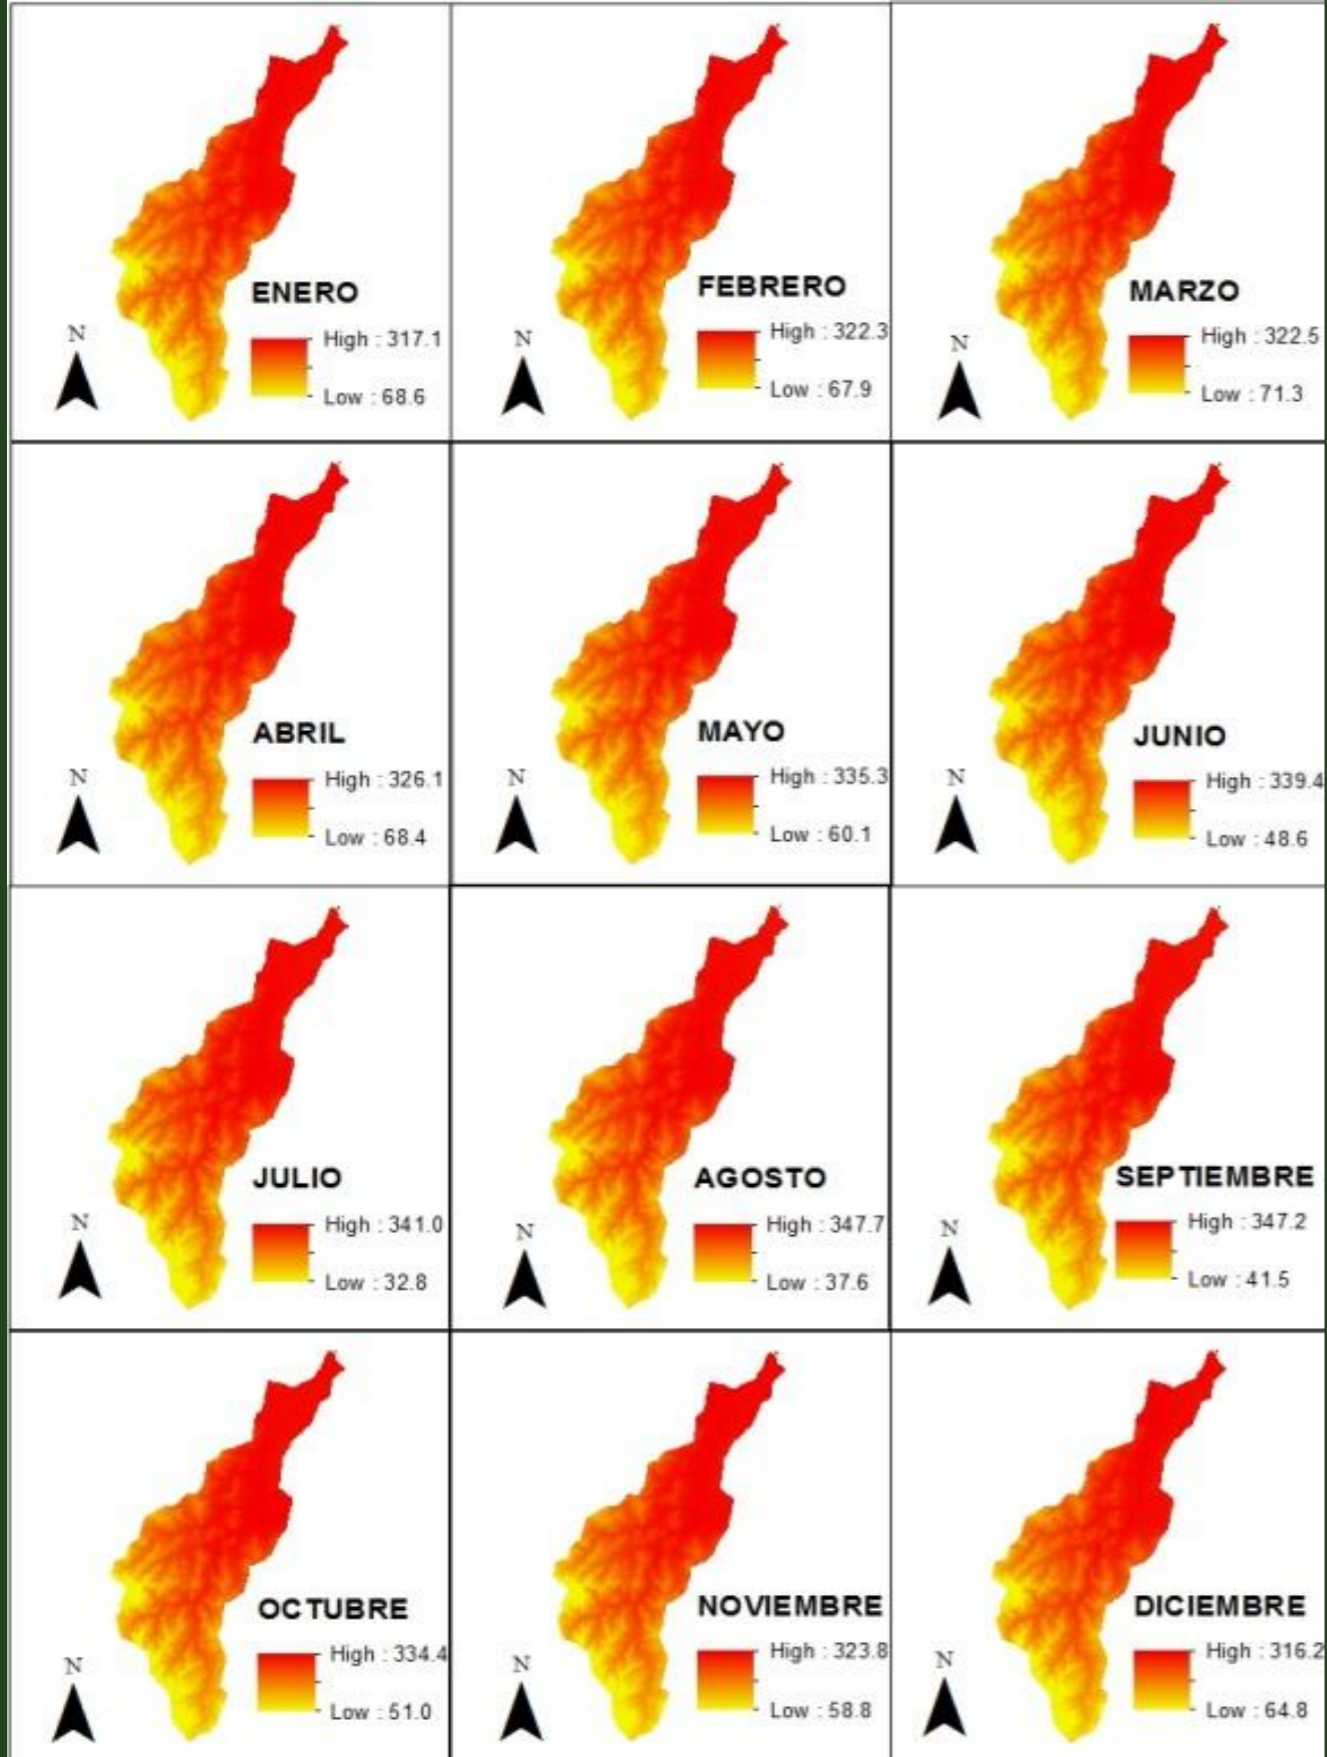 ENERO
N
High : 317.1
Low : 68.6
FEBRERO
N
High : 322.3
Low : 67.9
MARZO
N
High : 322.5
Low : 71.3
ABRIL
N
High : 326.1
Low : 68.4
MAYO
N
High : 335.3
Low : 60.1
JUNIO
N
High : 339.4
Low : 48.6
JULIO
N
High : 341.0
Low : 32.8
AGOSTO
N
High : 347.7
Low : 37.6
SEPTIEMBRE
N
High : 347.2
Low : 41.5
OCTUBRE
N
High : 334.4
Low : 51.0
NOVIEMBRE
N
High : 323.8
Low : 58.8
DICIEMBRE
N
High : 316.2
Low : 64.8